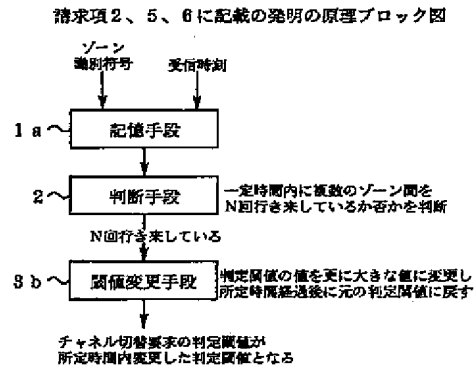 請求項2、5、6に記載の発明の原理ブロック図
ゾーン
識別符号
受信時刻
1a
記憶手段
2
判断手段
一定時間内に複数のゾーン間を
N回行き来しているか否かを判断
N回行き来している
3b
閾値変更手段
判定閾値の値を更に大きな値に変更し
所定時間経過後に元の判定閾値に戻す
チャネル切替要求の判定閾値が
所定時間内変更した判定閾値となる